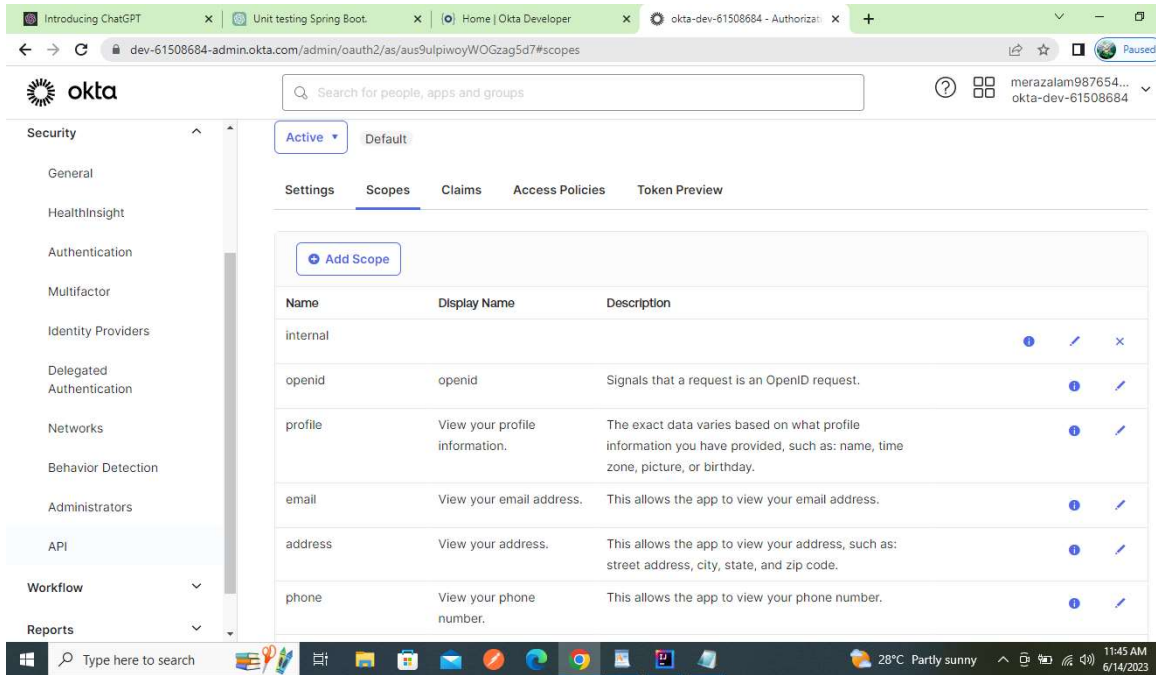 Introducing ChatGPT
Unit testing Spring Boot.
Home | Okta Developer
okta-dev-61508684 - Authorizat
dev-61508684-admin.okta.com/admin/oauth2/as/aus9ulpiwoyWOGzag5d7#scopes
Paused
okta
Search for people, apps and groups
merazalam987654...
okta-dev-61508684
Security
General
HealthInsight
Authentication
Multifactor
Identity Providers
Delegated
Authentication
Networks
Behavior Detection
Administrators
API
Workflow
Reports
Active
Default
Settings Scopes Claims Access Policies Token Preview
Add Scope
Name Display Name Description
internal
openid openid Signals that a request is an OpenID request.
profile View your profile The exact data varies based on what profile
information. information you have provided, such as: name, time
zone, picture, or birthday.
email View your email address. This allows the app to view your email address.
address View your address. This allows the app to view your address, such as:
street address, city, state, and zip code.
phone View your phone This allows the app to view your phone number.
number.
Type here to search
28°C Partly sunny
11:45 AM
6/14/2023